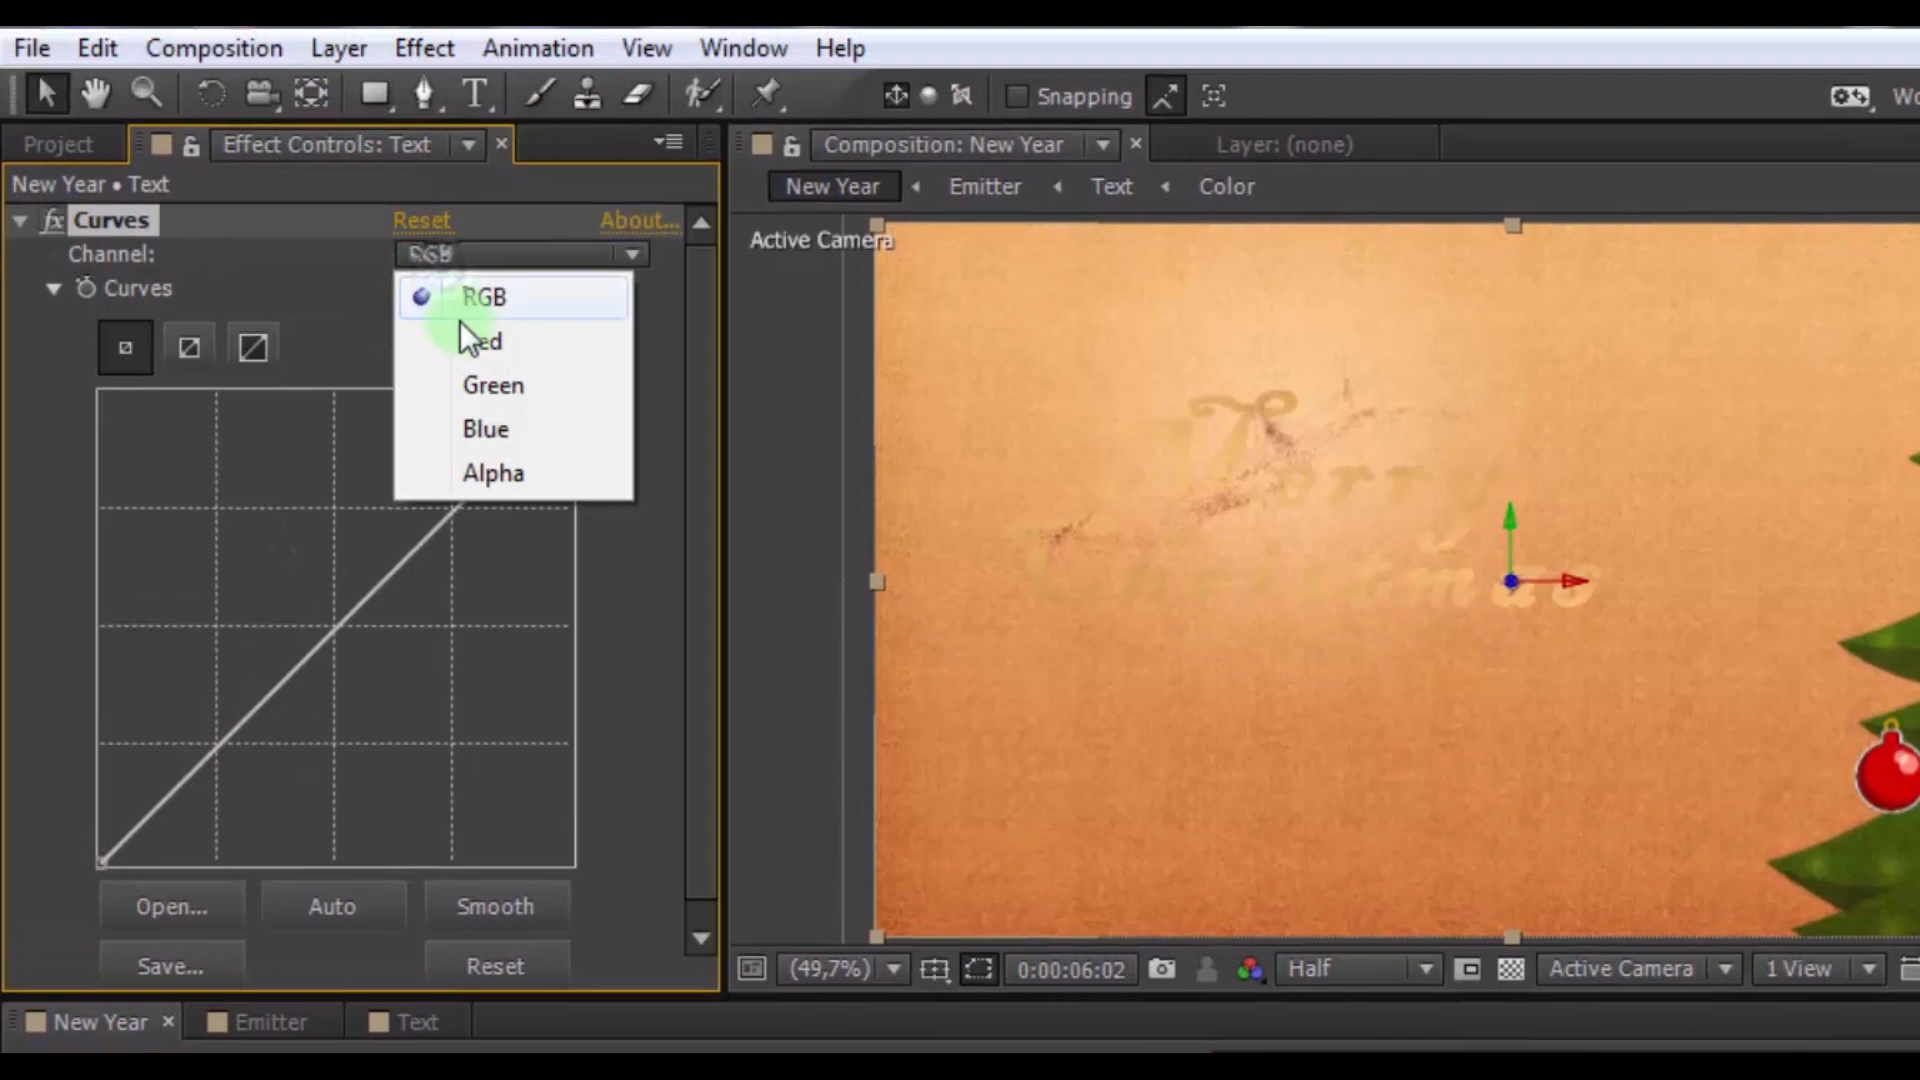 File Edit Composition Layer Effect Animation View Window Help
Snapping
Project Effect Controls: Text Composition: New Year Layer: (none)
New Year • Text
New Year Emitter Text Color
fx Curves Reset About...
Channel: RGB
Active Camera
Curves
RGB
Green
Blue
Alpha
Open... Auto Smooth
Save... Reset
(49,7%) 0:00:06:02 Half Active Camera 1 View
New Year × Emitter Text